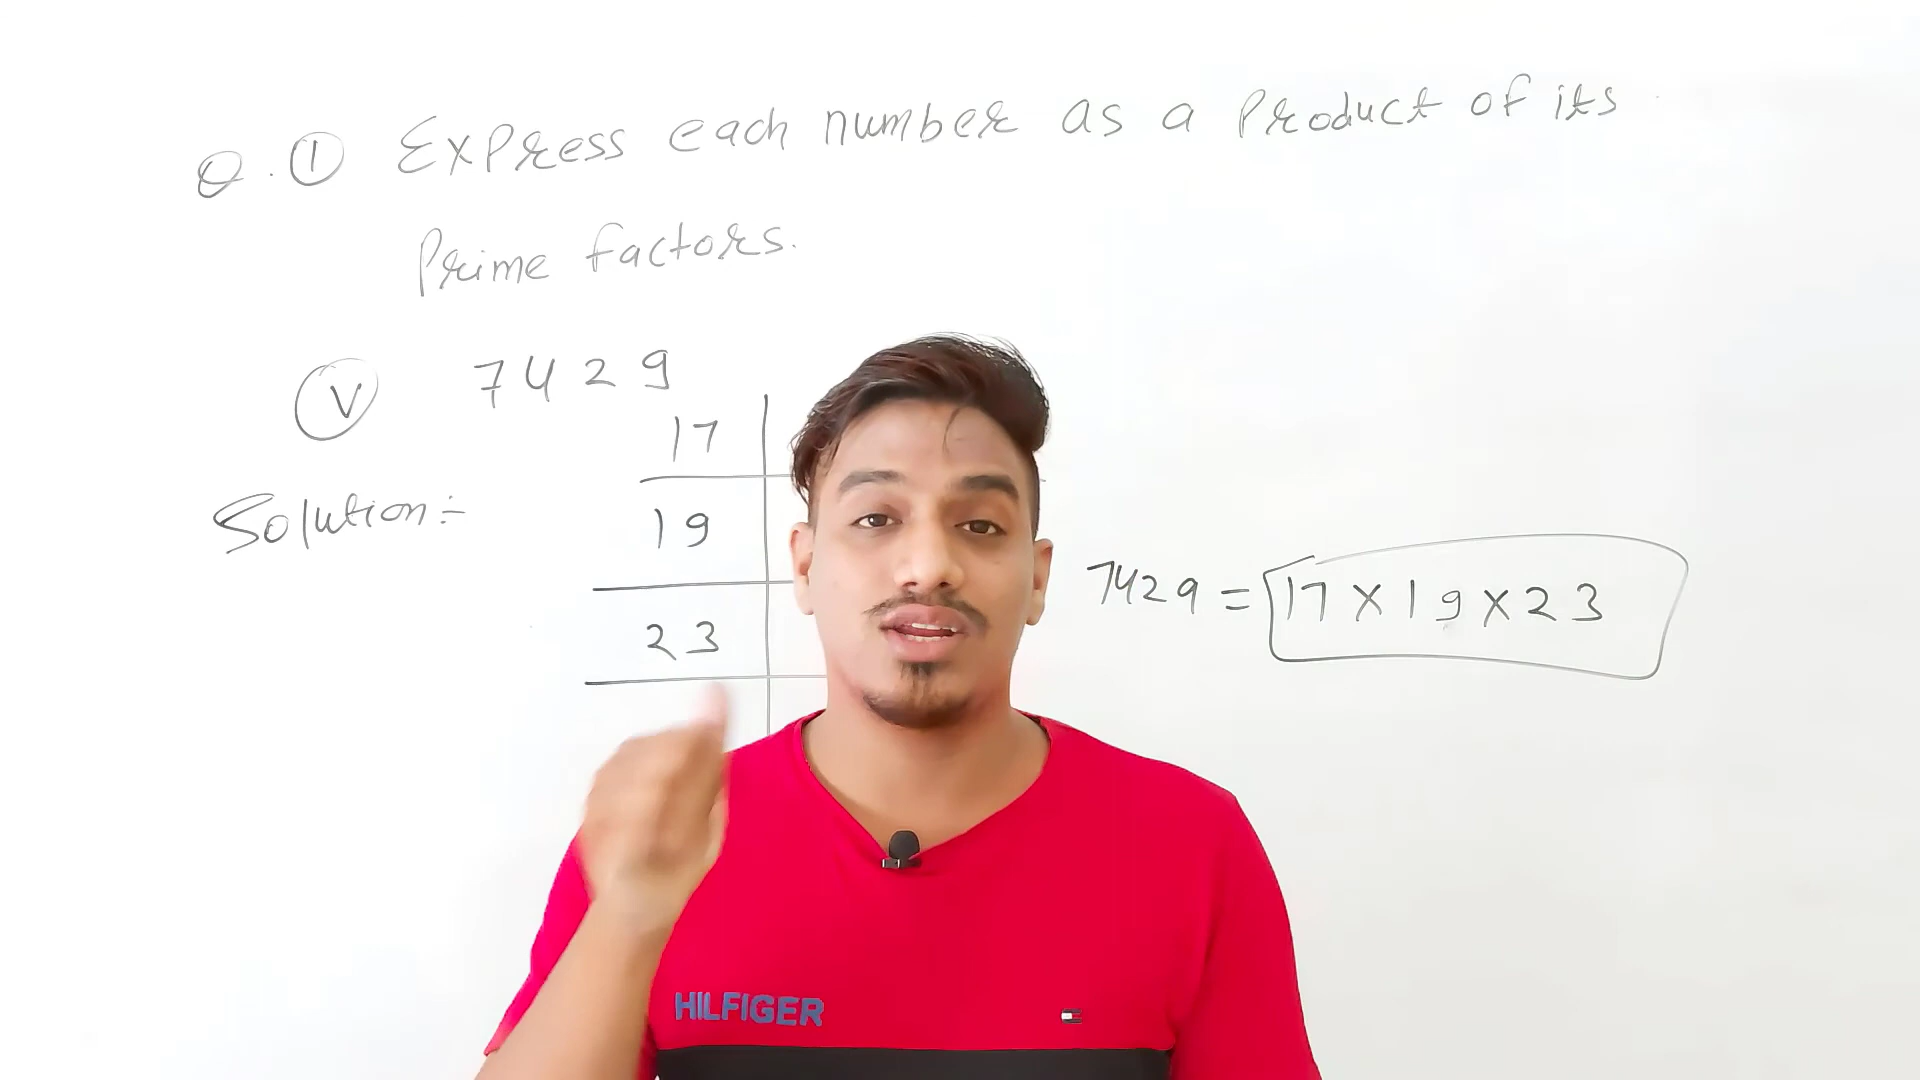 Q. 1 Express each number as a Product of its
Prime factors.
V 7429
17
Solution:-
19
7429 = 17 X 19 X 23
23
HILFIGER